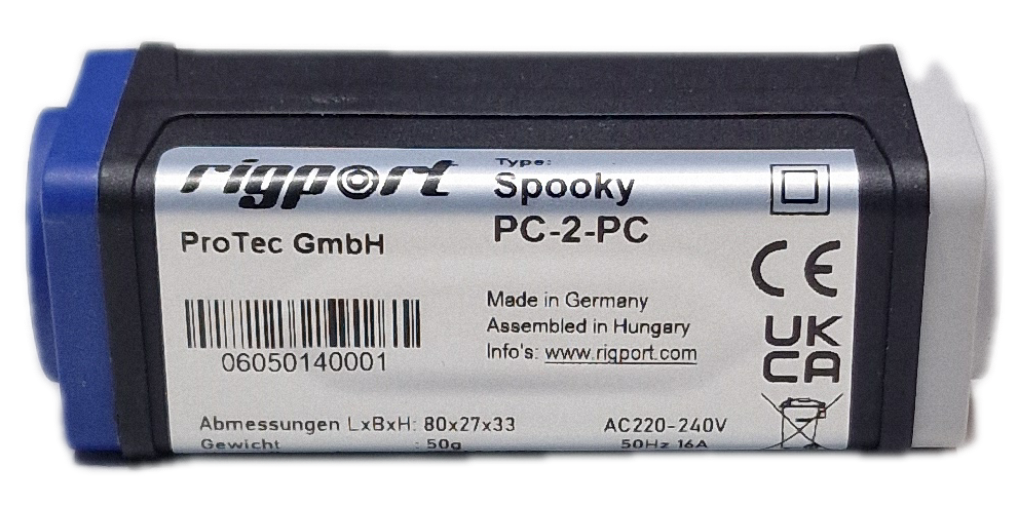 rigport
Type:
Spooky
PC-2-PC
ProTec GmbH
CE
Made in Germany
Assembled in Hungary
Info's: www.rigport.com
UK
CA
06050140001
Abmessungen LxBxH: 80x27x33
AC220-240V
Gewicht : 50g
50Hz 16A